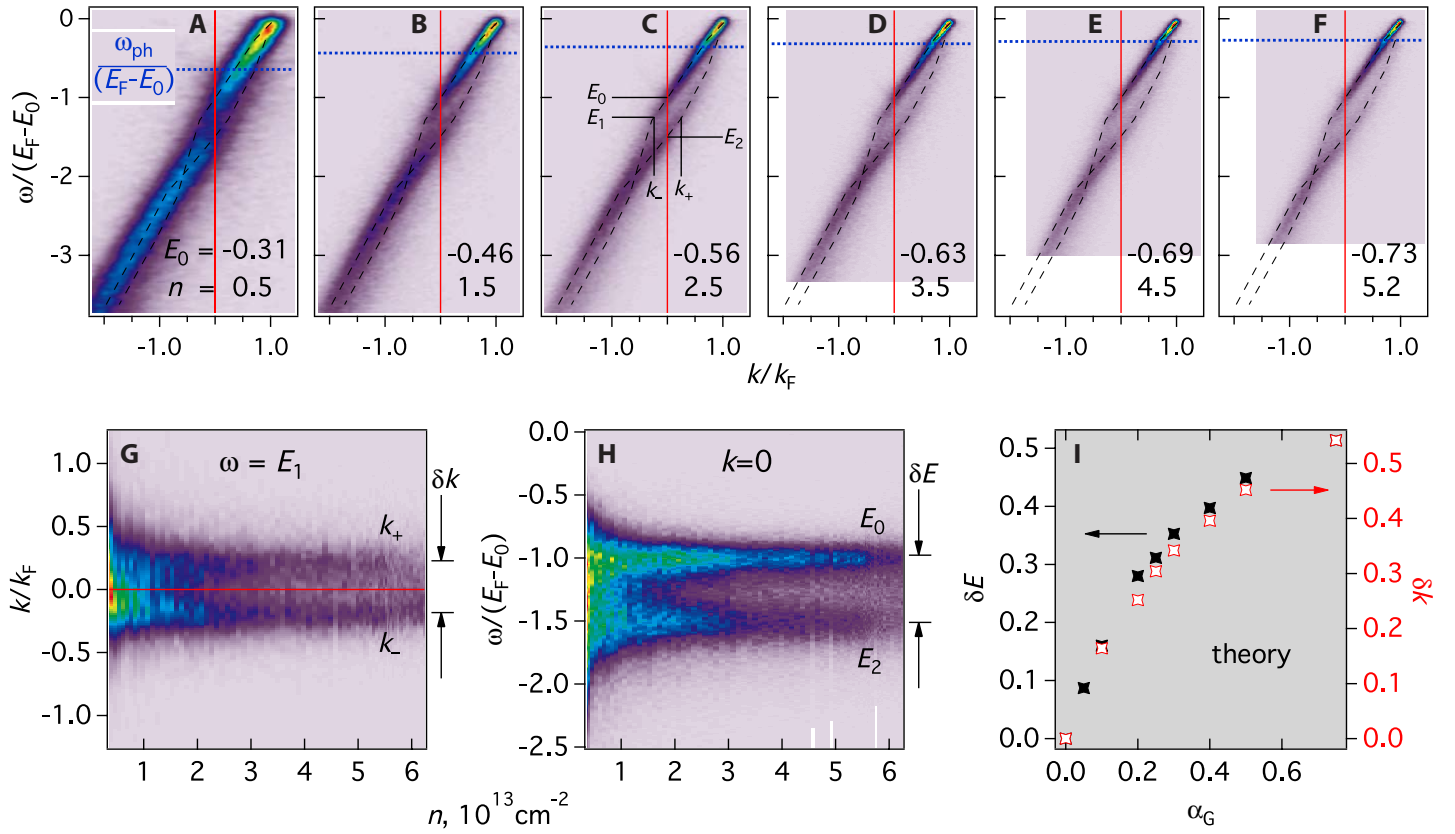 A
B
C
D
E
F
0
-1
-2
-3
ω/(E_F-E_0)
ω_ph
(E_F-E_0)
E_0
E_1
E_2
k_- k_+
E_0 = -0.31
n = 0.5
-0.46
1.5
-0.56
2.5
-0.63
3.5
-0.69
4.5
-0.73
5.2
-1.0 1.0
-1.0 1.0
-1.0 1.0
-1.0 1.0
-1.0 1.0
-1.0 1.0
k/k_F
G
ω = E_1
1.0
0.5
0.0
-0.5
-1.0
k/k_F
k_+
k_-
δk
1 2 3 4 5 6
H
k=0
0.0
-0.5
-1.0
-1.5
-2.0
-2.5
ω/(E_F-E_0)
E_0
E_2
δE
1 2 3 4 5 6
n, 10^13 cm^-2
I
0.5
0.4
0.3
0.2
0.1
0.0
δE
theory
0.5
0.4
0.3
0.2
0.1
0.0
δk
0.0 0.2 0.4 0.6
α_G